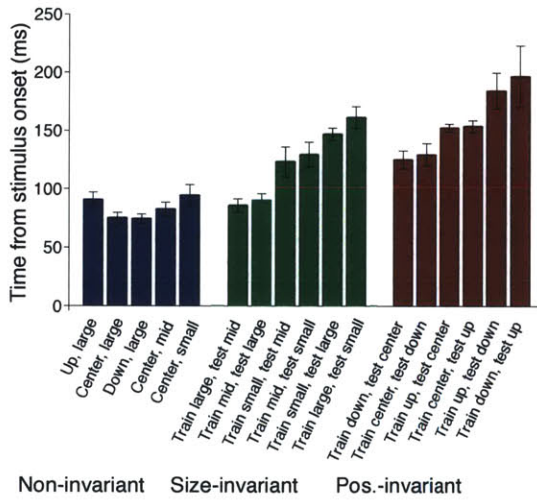 Time from stimulus onset (ms)
250
200
150
100
50
0
Up, large
Center, large
Down, large
Center, mid
Center, small
Train large, test mid
Train mid, test large
Train small, test mid
Train mid, test small
Train small, test large
Train large, test small
Train down, test center
Train center, test down
Train up, test center
Train center, test up
Train up, test down
Train down, test up
Non-invariant Size-invariant Pos.-invariant